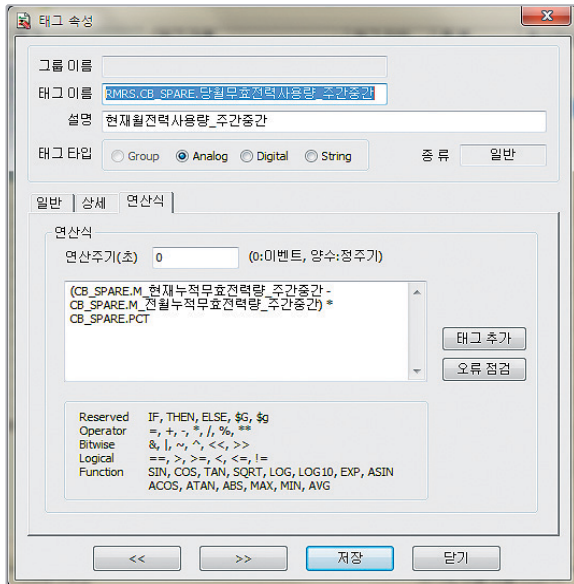 태그 속성
그룹 이름
태그 이름 RMRS.CB_SPARE.당월무효전력사용량_주간중간
설명 현재월전력사용량_주간중간
태그 타입 Group Analog Digital String 종류 일반
일반 상세 연산식
연산식
연산주기(초) 0 (0:이벤트, 양수:정주기)
(CB_SPARE.M_현재누적무효전력량_주간중간 -
CB_SPARE.M_전월누적무효전력량_주간중간) *
CB_SPARE.PCT
태그 추가
오류 점검
Reserved IF, THEN, ELSE, $G, $g
Operator =, +, -, *, /, %, **
Bitwise &, |, ~, ^, <<, >>
Logical ==, >, >=, <, <=, !=
Function SIN, COS, TAN, SQRT, LOG, LOG10, EXP, ASIN
ACOS, ATAN, ABS, MAX, MIN, AVG
<< >> 저장 닫기